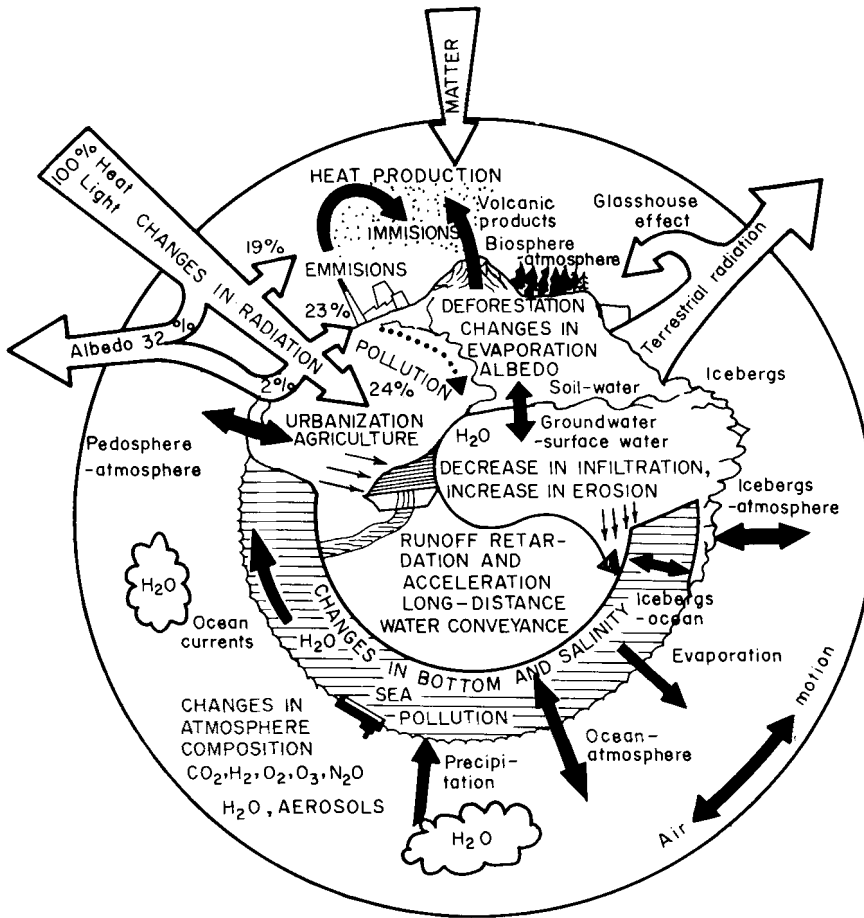 MATTER
100% Heat
Light
CHANGES IN RADIATION
HEAT PRODUCTION
IMMISIONS
EMMISIONS
Volcanic
products
Biosphere
-atmosphere
Glasshouse
effect
Terrestrial radiation
19%
23%
Albedo 32%
2%
24%
POLLUTION
DEFORESTATION
CHANGES IN
EVAPORATION
ALBEDO
Soil-water
Icebergs
URBANIZATION
AGRICULTURE
H2O
Groundwater
-surface water
Pedosphere
-atmosphere
DECREASE IN INFILTRATION,
INCREASE IN EROSION
Icebergs
-atmosphere
RUNOFF RETAR-
DATION AND
ACCELERATION
LONG-DISTANCE
WATER CONVEYANCE
H2O
Ocean
currents
H2O
Icebergs
-ocean
CHANGES IN BOTTOM AND SALINITY
SEA
POLLUTION
Evaporation
CHANGES IN
ATMOSPHERE
COMPOSITION
CO2,H2,O2,O3,N2O
H2O, AEROSOLS
Precipi-
tation
H2O
Ocean-
atmosphere
Air motion